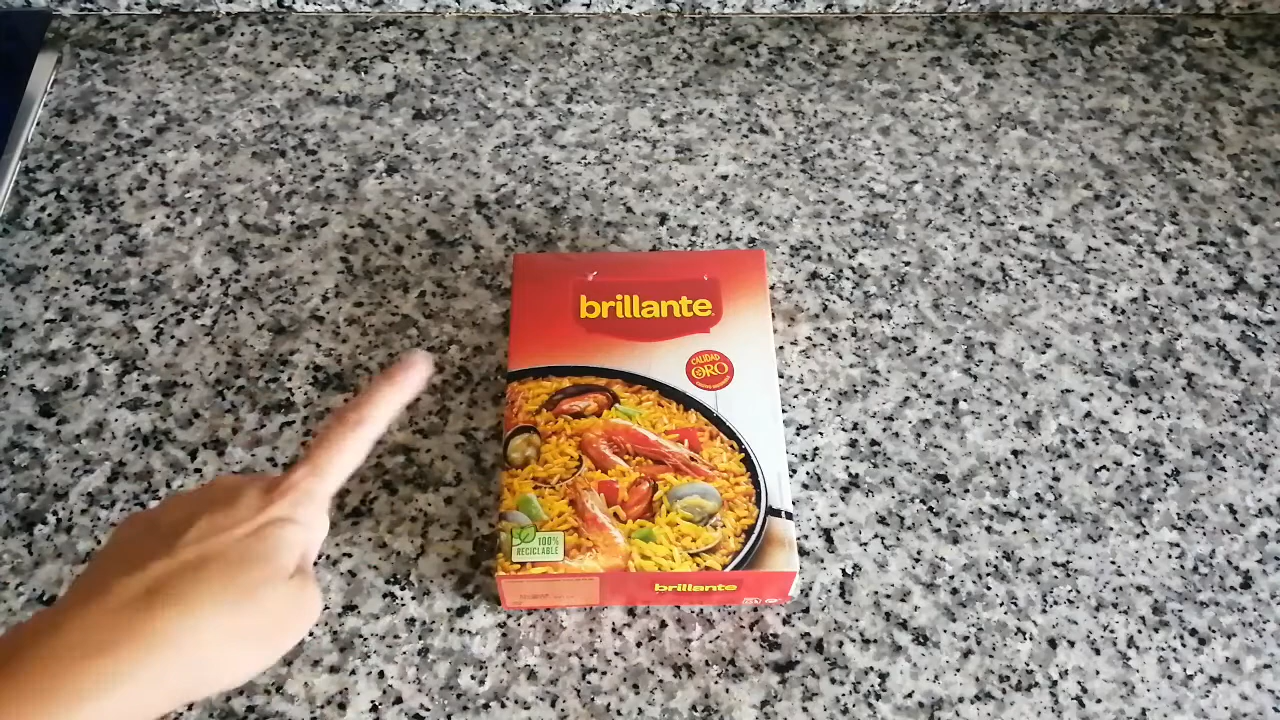 brillante
CALIDAD
ORO
100%
RECICLABLE
brillante